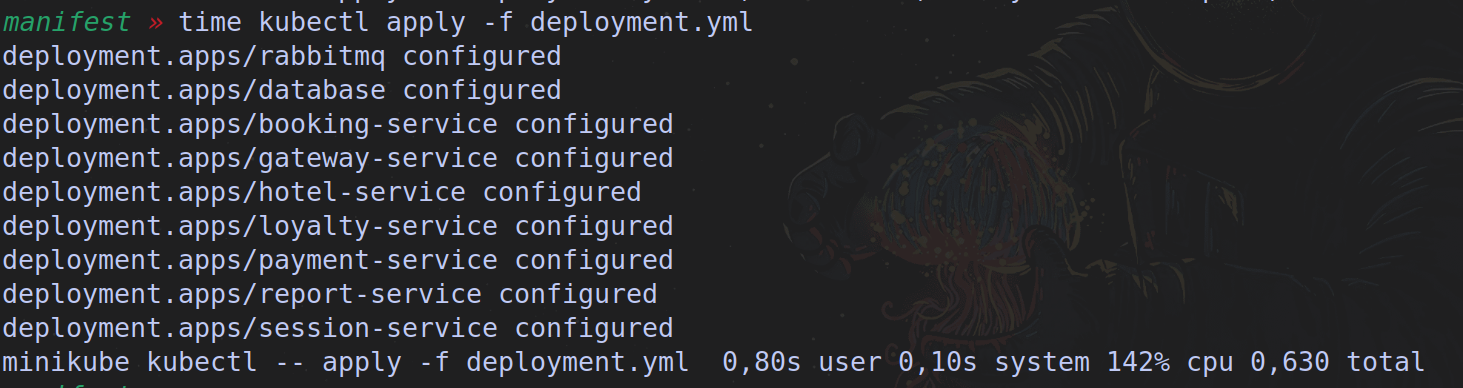 manifest » time kubectl apply -f deployment.yml
deployment.apps/rabbitmq configured
deployment.apps/database configured
deployment.apps/booking-service configured
deployment.apps/gateway-service configured
deployment.apps/hotel-service configured
deployment.apps/loyalty-service configured
deployment.apps/payment-service configured
deployment.apps/report-service configured
deployment.apps/session-service configured
minikube kubectl -- apply -f deployment.yml  0,80s user 0,10s system 142% cpu 0,630 total